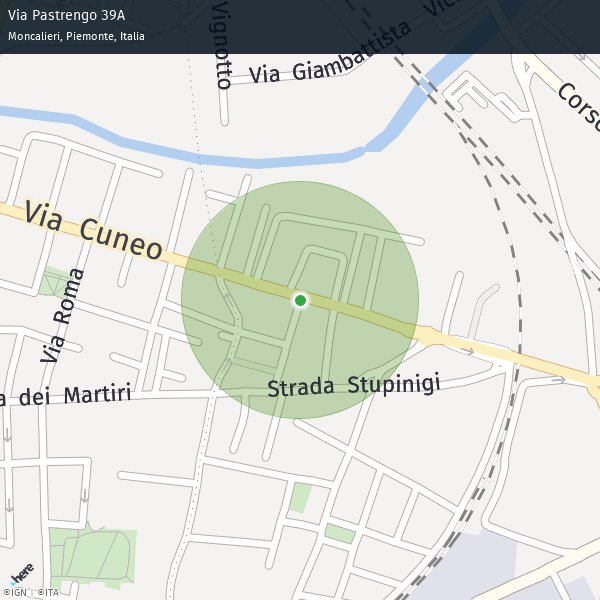 Via Pastrengo 39A
Moncalieri, Piemonte, Italia
Vignotto
Via Giambattista
Corso
Via Cuneo
Via Roma
dei Martiri
Strada Stupinigi
here
©IGN | ©ITA